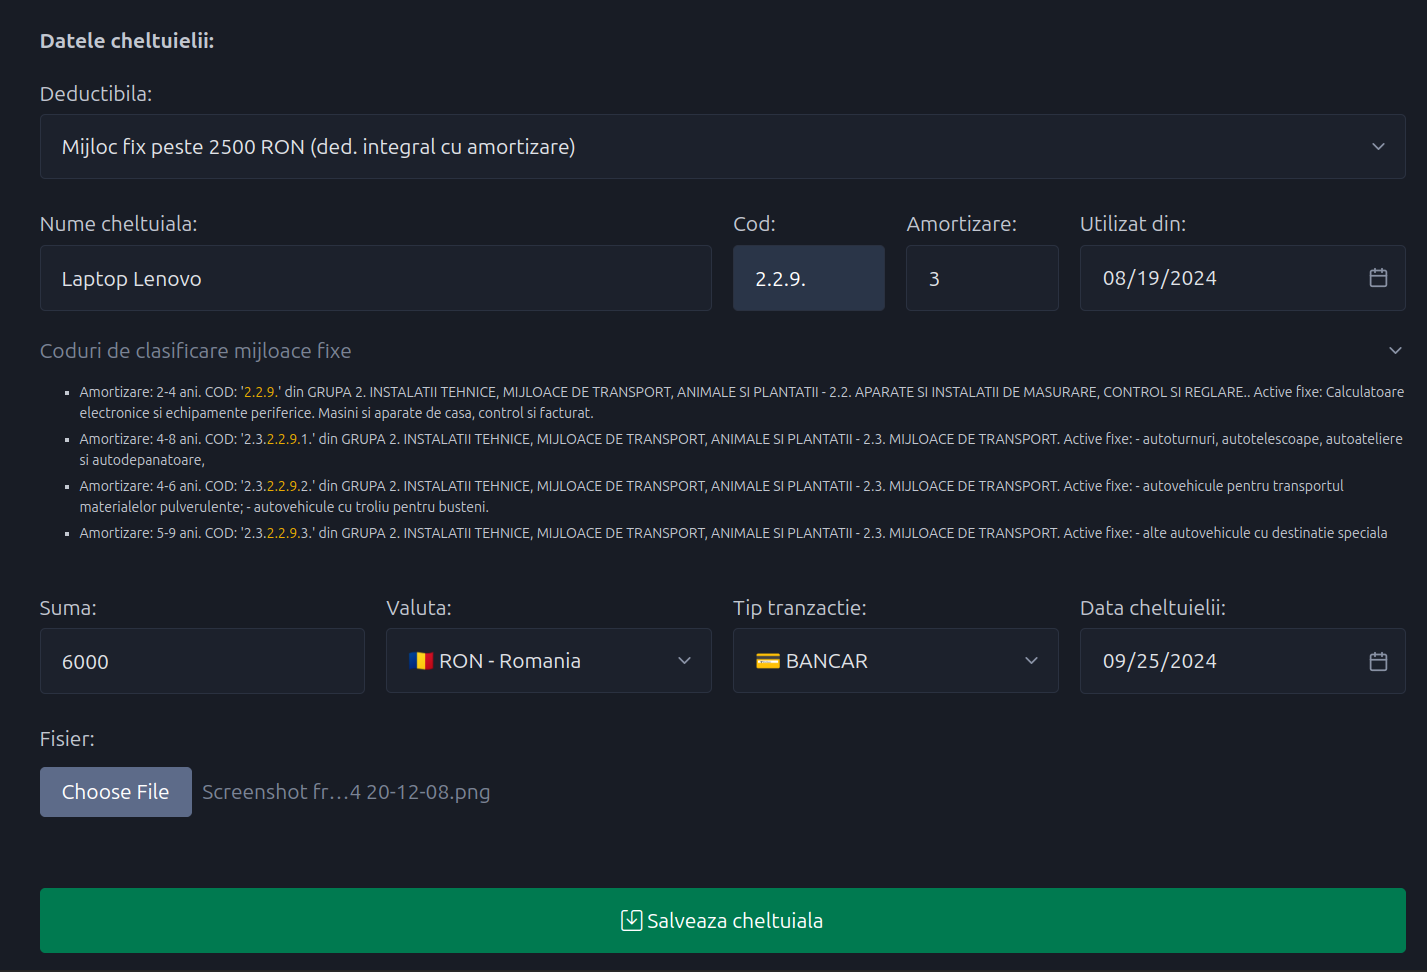 Datele cheltuielii:
Deductibila:
Mijloc fix peste 2500 RON (ded. integral cu amortizare)
Nume cheltuiala: Cod: Amortizare: Utilizat din:
Laptop Lenovo 2.2.9. 3 08/19/2024
Coduri de clasificare mijloace fixe
▪ Amortizare: 2-4 ani. COD: '2.2.9.' din GRUPA 2. INSTALATII TEHNICE, MIJLOACE DE TRANSPORT, ANIMALE SI PLANTATII - 2.2. APARATE SI INSTALATII DE MASURARE, CONTROL SI REGLARE.. Active fixe: Calculatoare
electronice si echipamente periferice. Masini si aparate de casa, control si facturat.
▪ Amortizare: 4-8 ani. COD: '2.3.2.2.9.1.' din GRUPA 2. INSTALATII TEHNICE, MIJLOACE DE TRANSPORT, ANIMALE SI PLANTATII - 2.3. MIJLOACE DE TRANSPORT. Active fixe: - autoturnuri, autotelescoape, autoateliere
si autodepanatoare,
▪ Amortizare: 4-6 ani. COD: '2.3.2.2.9.2.' din GRUPA 2. INSTALATII TEHNICE, MIJLOACE DE TRANSPORT, ANIMALE SI PLANTATII - 2.3. MIJLOACE DE TRANSPORT. Active fixe: - autovehicule pentru transportul
materialelor pulverulente; - autovehicule cu troliu pentru busteni.
▪ Amortizare: 5-9 ani. COD: '2.3.2.2.9.3.' din GRUPA 2. INSTALATII TEHNICE, MIJLOACE DE TRANSPORT, ANIMALE SI PLANTATII - 2.3. MIJLOACE DE TRANSPORT. Active fixe: - alte autovehicule cu destinatie speciala
Suma: Valuta: Tip tranzactie: Data cheltuielii:
6000 RON - Romania BANCAR 09/25/2024
Fisier:
Choose File Screenshot fr…4 20-12-08.png
Salveaza cheltuiala